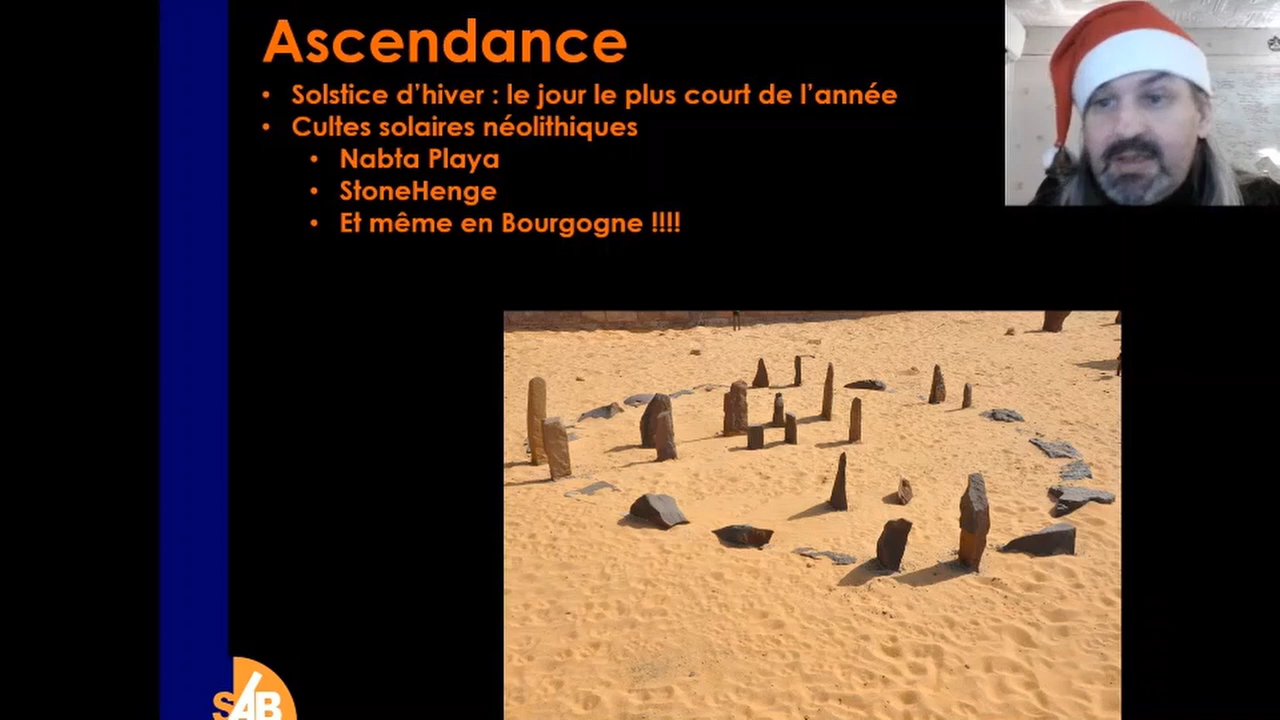 Ascendance
• Solstice d'hiver : le jour le plus court de l'année
• Cultes solaires néolithiques
• Nabta Playa
• StoneHenge
• Et même en Bourgogne !!!!
SAB